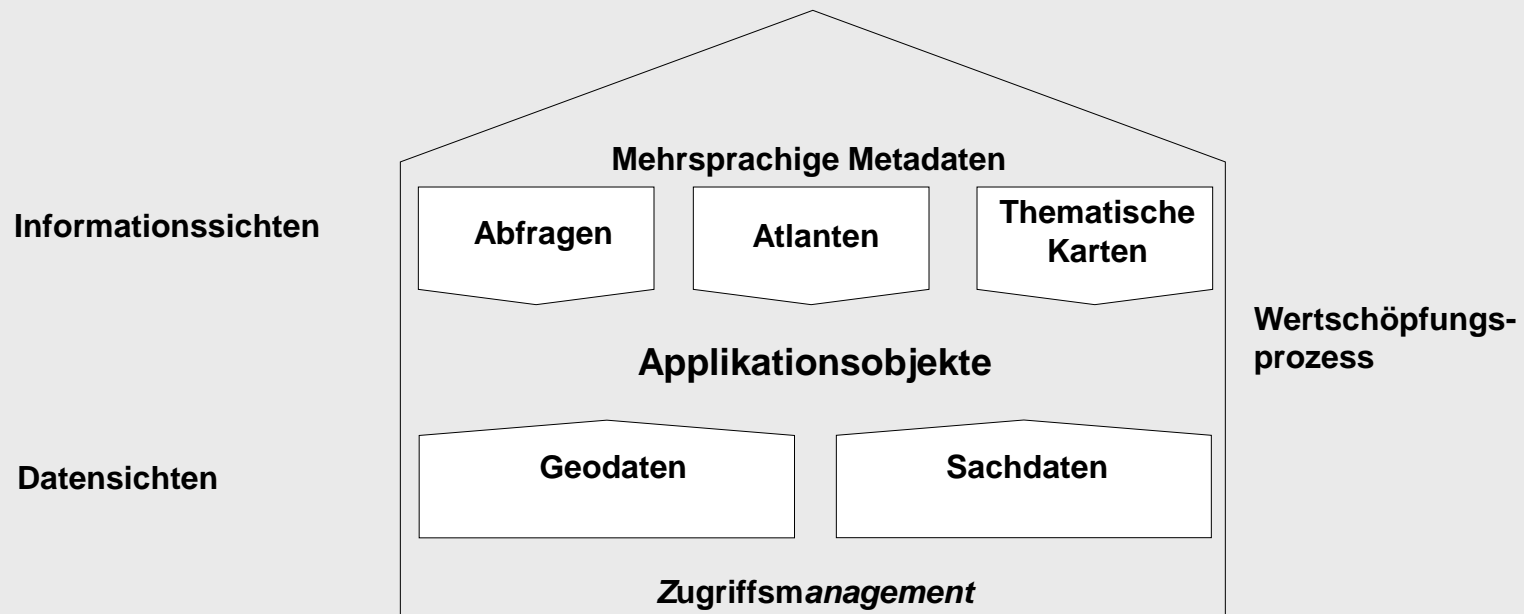 Mehrsprachige Metadaten
Informationssichten
Abfragen
Atlanten
Thematische
Karten
Wertschöpfungs-
prozess
Applikationsobjekte
Datensichten
Geodaten
Sachdaten
Zugriffsmanagement